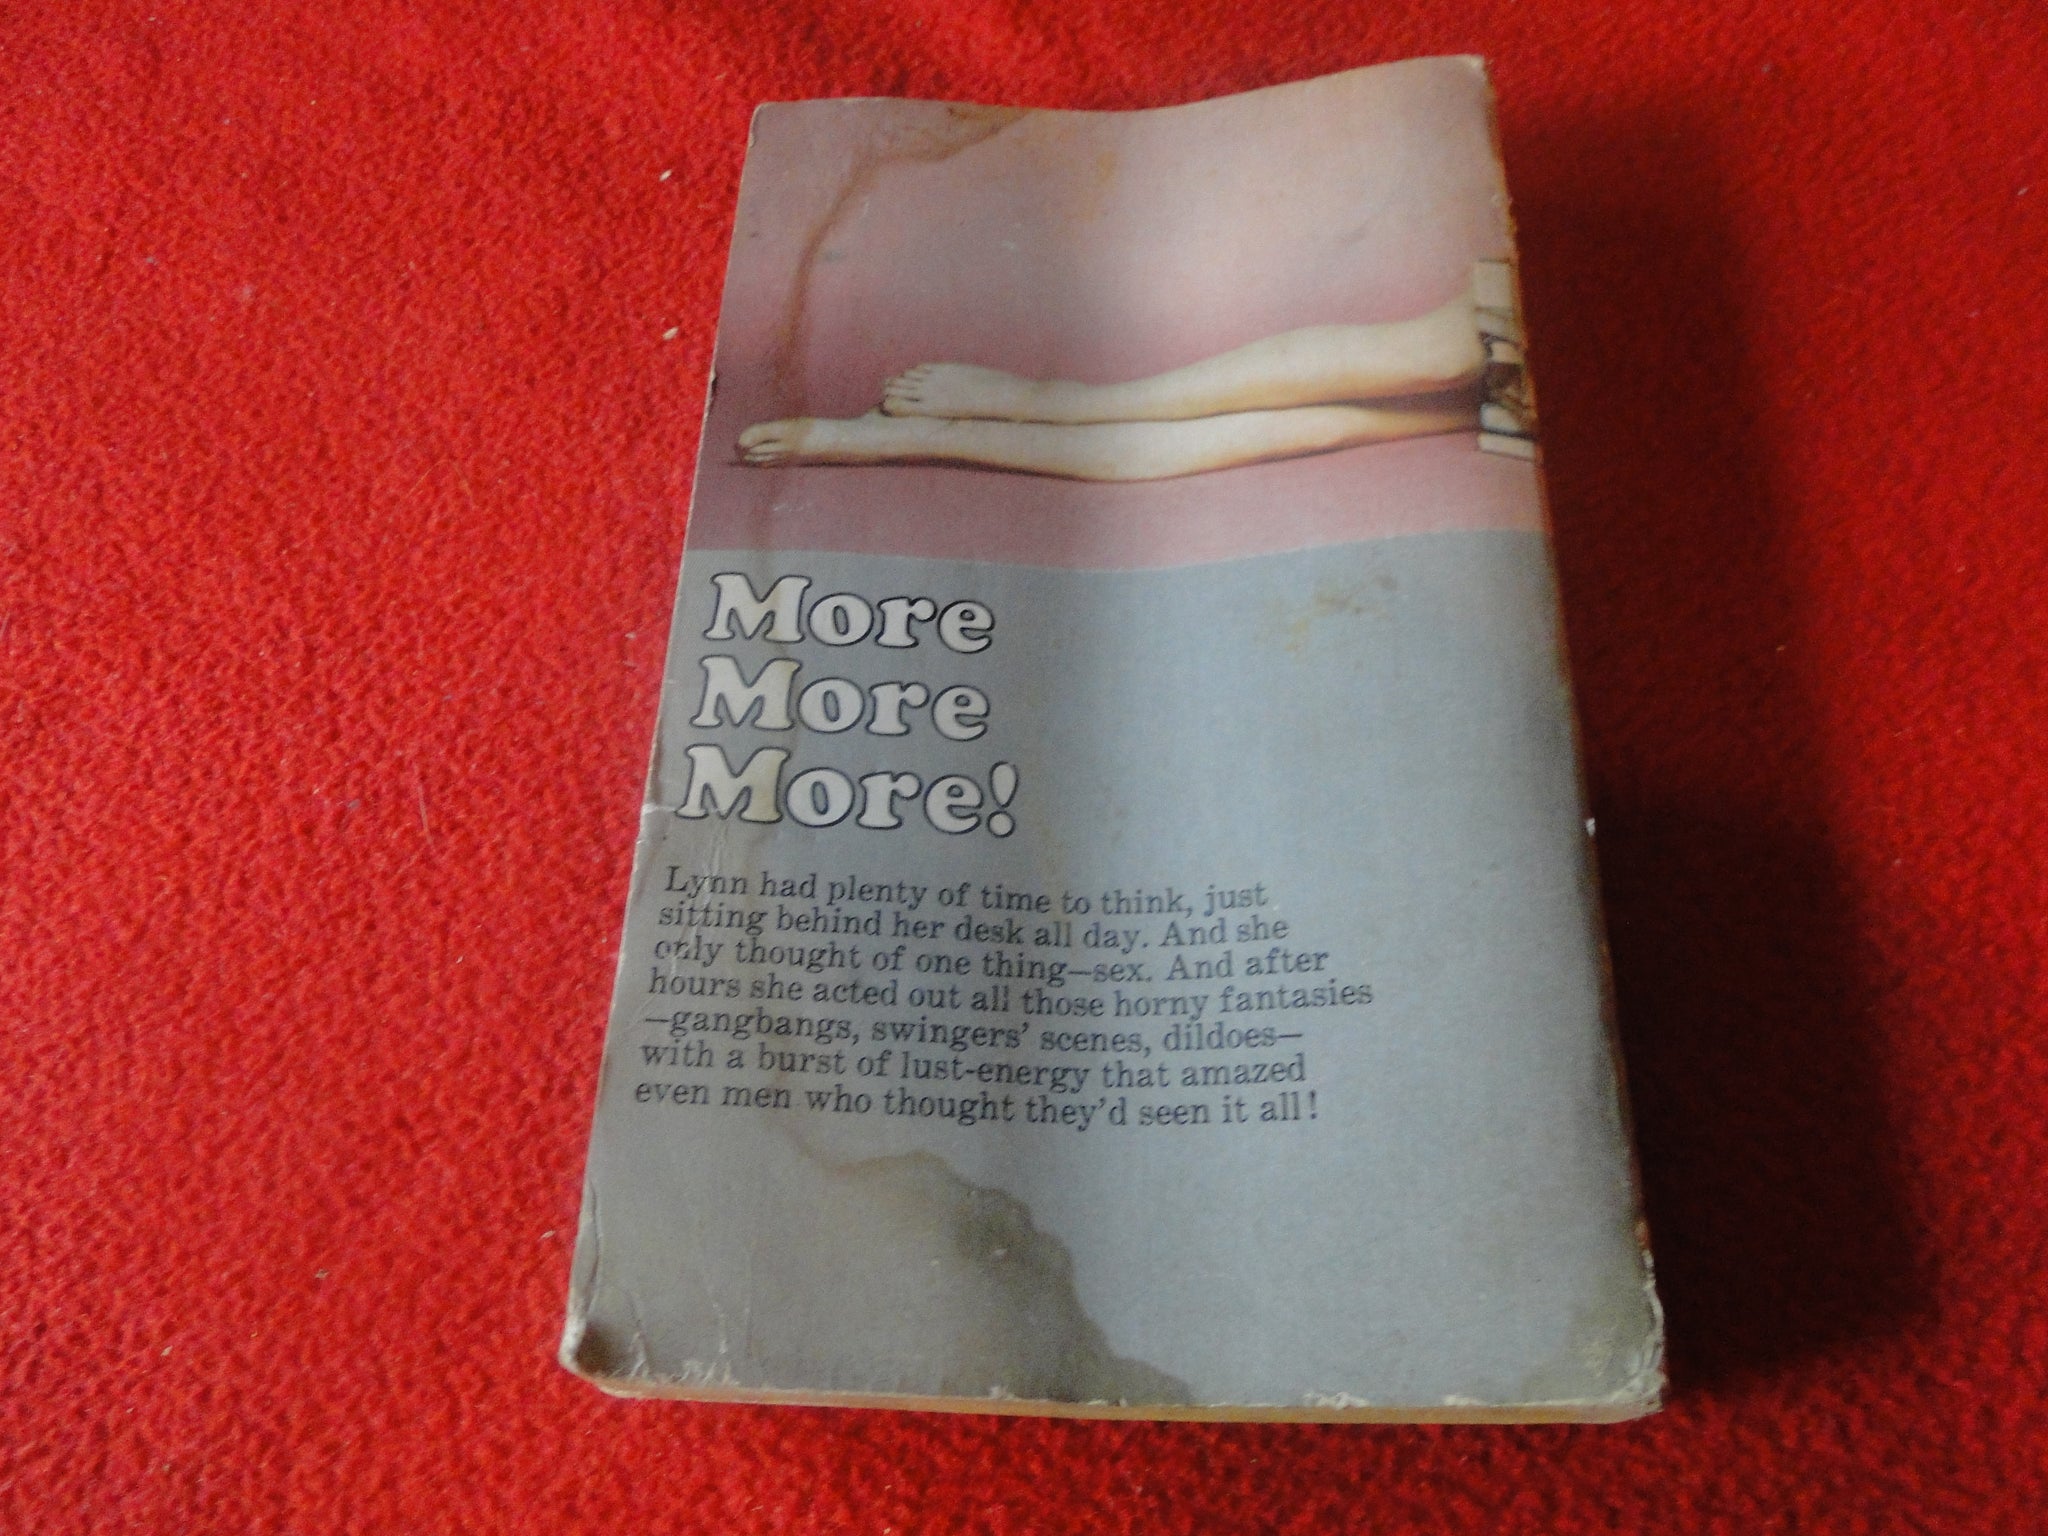 More
More
More!
Lynn had plenty of time to think, just
sitting behind her desk all day. And she
only thought of one thing—sex. And after
hours she acted out all those horny fantasies
—gangbangs, swingers' scenes, dildoes—
with a burst of lust-energy that amazed
even men who thought they'd seen it all!